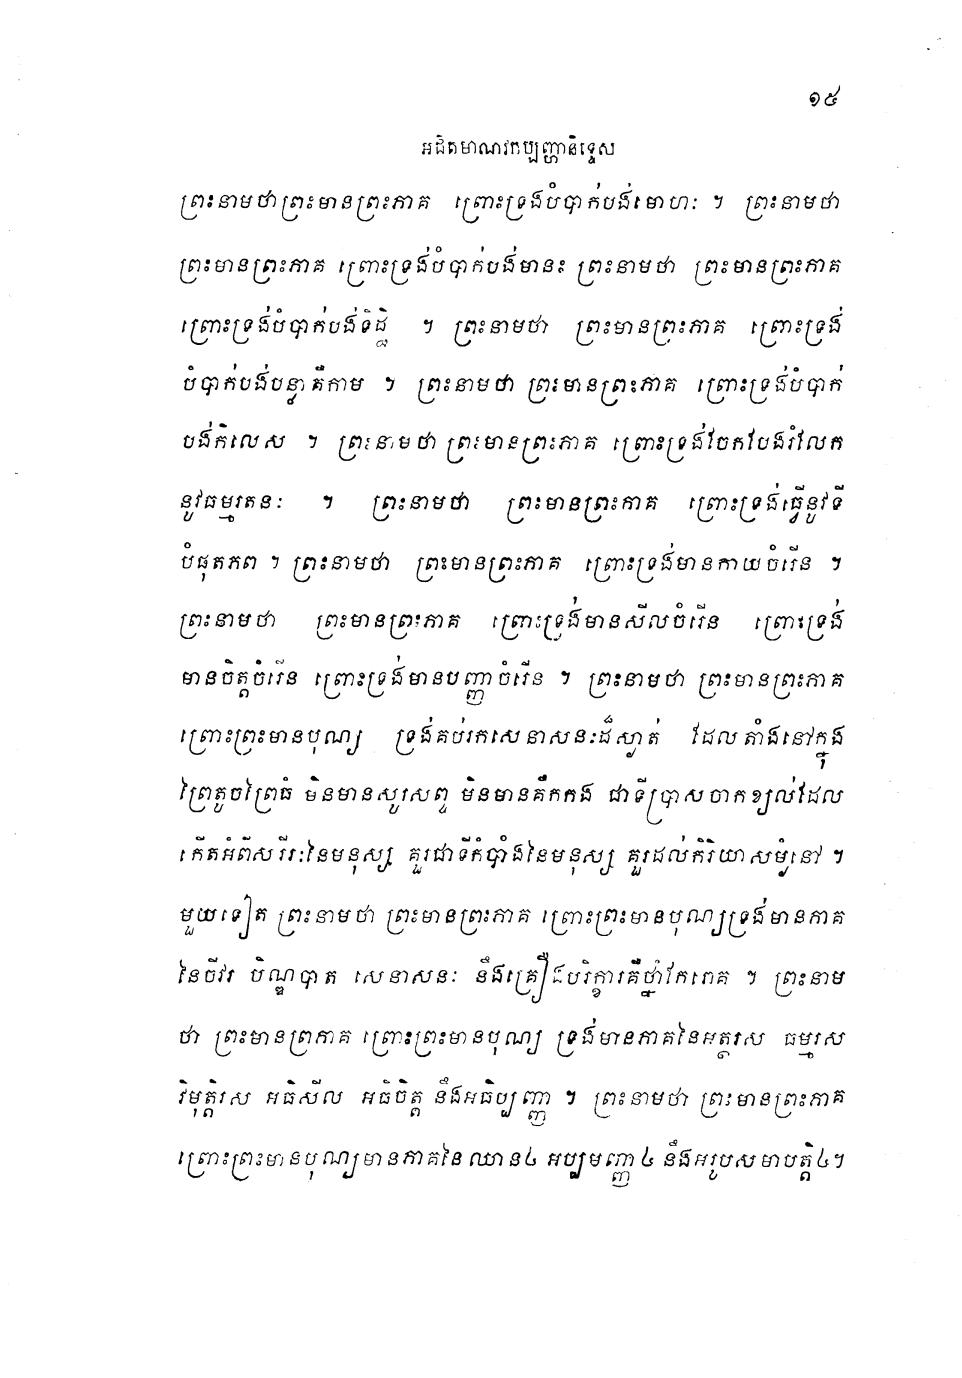 ១៥
អជិតមាណវកប្បញ្ហានិទ្ទេស
ព្រះនាមថាព្រះមានព្រះភាគ ព្រោះទ្រង់បំបាក់បង់មោហៈ ។ ព្រះនាមថា
ព្រះមានព្រះភាគ ព្រោះទ្រង់បំបាក់បង់មានះ ព្រះនាមថា ព្រះមានព្រះភាគ
ព្រោះទ្រង់បំបាក់បង់ទិដ្ឋិ ។ ព្រះនាមថា ព្រះមានព្រះភាគ ព្រោះទ្រង់
បំបាក់បង់បន្លាគឺកាម ។ ព្រះនាមថា ព្រះមានព្រះភាគ ព្រោះទ្រង់បំបាក់
បង់កិលេស ។ ព្រះនាមថា ព្រះមានព្រះភាគ ព្រោះទ្រង់ចែកបែងរំលែក
នូវធម្មរតនៈ ។ ព្រះនាមថា ព្រះមានព្រះភាគ ព្រោះទ្រង់ធ្វើនូវទី
បំផុតភព ។ ព្រះនាមថា ព្រះមានព្រះភាគ ព្រោះទ្រង់មានកាយចំរើន ។
ព្រះនាមថា ព្រះមានព្រះភាគ ព្រោះទ្រង់មានសីលចំរើន ព្រោះទ្រង់
មានចិត្តចំរើន ព្រោះទ្រង់មានបញ្ញាចំរើន ។ ព្រះនាមថា ព្រះមានព្រះភាគ
ព្រោះព្រះមានបុណ្យ ទ្រង់គប់រកសេនាសនៈដ៏ស្ងាត់ ដែលតាំងនៅក្នុង
ព្រៃតូចព្រៃធំ មិនមានសូរសព្ទ មិនមានគឹកកង ជាទីប្រាសចាកខ្យល់ដែល
កើតអំពីសរីរៈនៃមនុស្ស គួរជាទីកំបាំងនៃមនុស្ស គួរដល់កិរិយាសម្ងំនៅ ។
មួយទៀត ព្រះនាមថា ព្រះមានព្រះភាគ ព្រោះព្រះមានបុណ្យទ្រង់មានភាគ
នៃចីវរ បិណ្ឌបាត សេនាសនៈ នឹងគ្រឿងបរិក្ខារគឺថ្នាំកែរោគ ។ ព្រះនាម
ថា ព្រះមានព្រភាគ ព្រោះព្រះមានបុណ្យ ទ្រង់មានភាគនៃអត្ថរស ធម្មរស
វិមុត្តិរស អធិសីល អធិចិត្ត នឹងអធិប្បញ្ញា ។ ព្រះនាមថា ព្រះមានព្រះភាគ
ព្រោះព្រះមានបុណ្យមានភាគនៃឈាន៤ អប្បមញ្ញា៤ នឹងអរូបសមាបត្តិ៤។